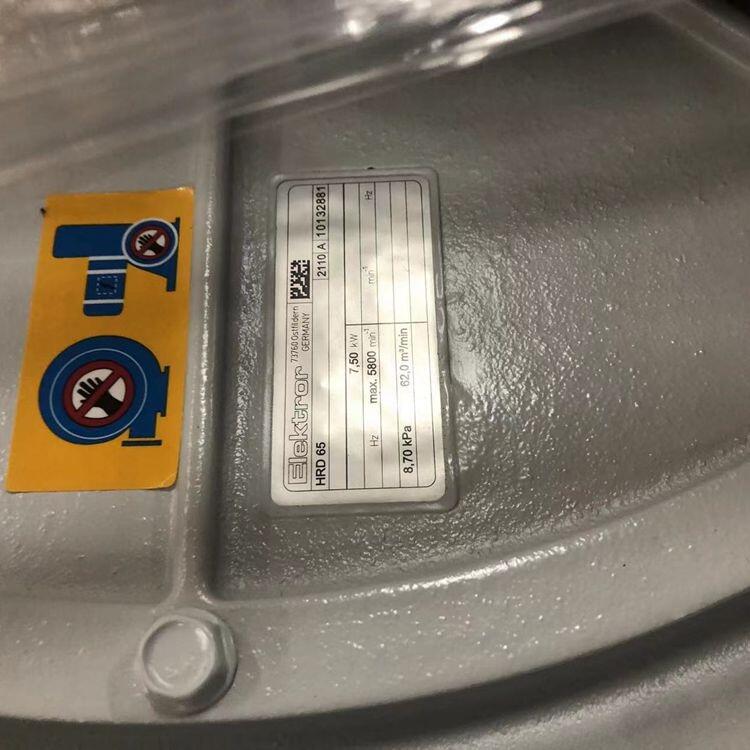 Elektror 73760 Ostfildern
GERMANY
HRD 65 2110 A 10132881
7,50 kW
max. 5800 min⁻¹ min⁻¹
Hz Hz
8,70 kPa 62,0 m³/min